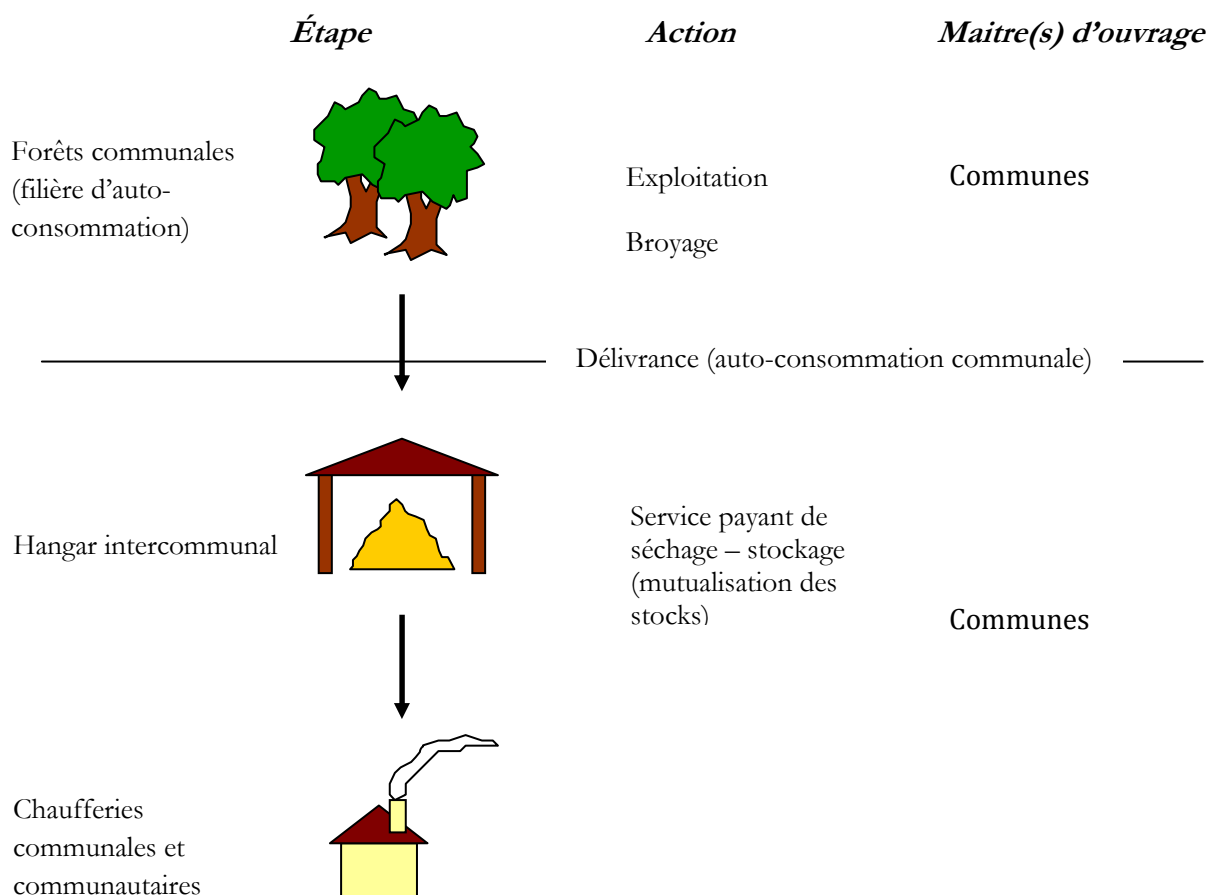 Étape Action Maitre(s) d'ouvrage
Forêts communales
(filière d'auto-
consommation)
Exploitation
Communes
Broyage
Délivrance (auto-consommation communale)
Hangar intercommunal
Service payant de
séchage – stockage
(mutualisation des
stocks)
Communes
Chaufferies
communales et
communautaires